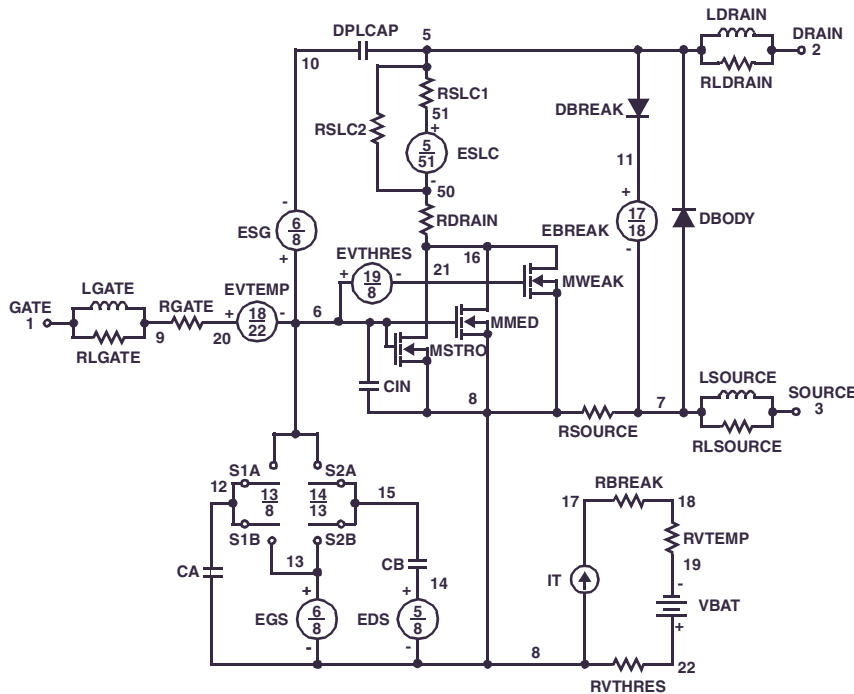 LDRAIN
DPLCAP 5 DRAIN
10 2
RLDRAIN
RSLC1
51
DBREAK
RSLC2
+
5
51
ESLC
11
-
50
-
+
6
8
ESG
RDRAIN
17
18
EBREAK
DBODY
+
EVTHRES
16
-
+ 19
8
- 21
MWEAK
LGATE
EVTEMP
GATE
1
RGATE
+ 18
22
- 6
MMED
9 20
MSTRO
RLGATE
CIN
LSOURCE
8 7
SOURCE
3
RSOURCE
RLSOURCE
S1A S2A
12
13
8
14
13
15
RBREAK
17 18
S1B S2B
RVTEMP
13
CA
CB
19
IT
14
-
+ +
VBAT
EGS
6
8
EDS
5
8
+
- -
8
22
RVTHRES